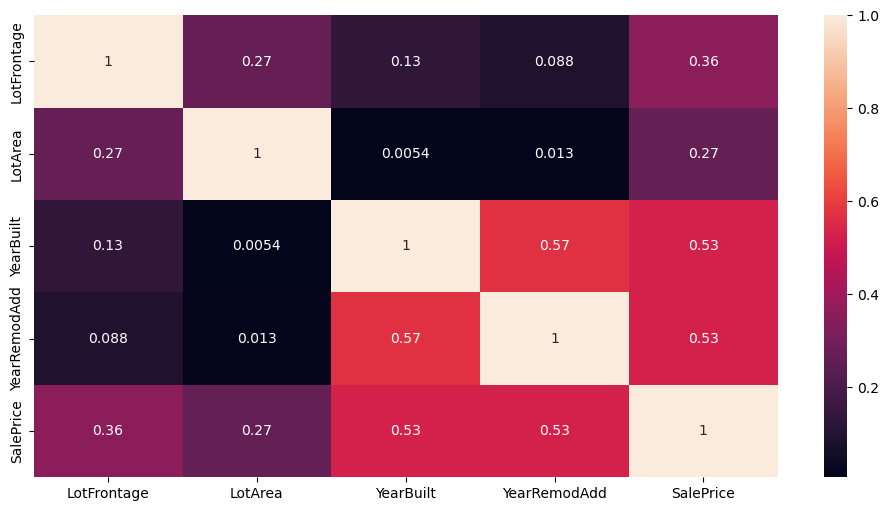 LotFrontage 1 0.27 0.13 0.088 0.36
LotArea 0.27 1 0.0054 0.013 0.27
YearBuilt 0.13 0.0054 1 0.57 0.53
YearRemodAdd 0.088 0.013 0.57 1 0.53
SalePrice 0.36 0.27 0.53 0.53 1
LotFrontage LotArea YearBuilt YearRemodAdd SalePrice
1.0
0.8
0.6
0.4
0.2